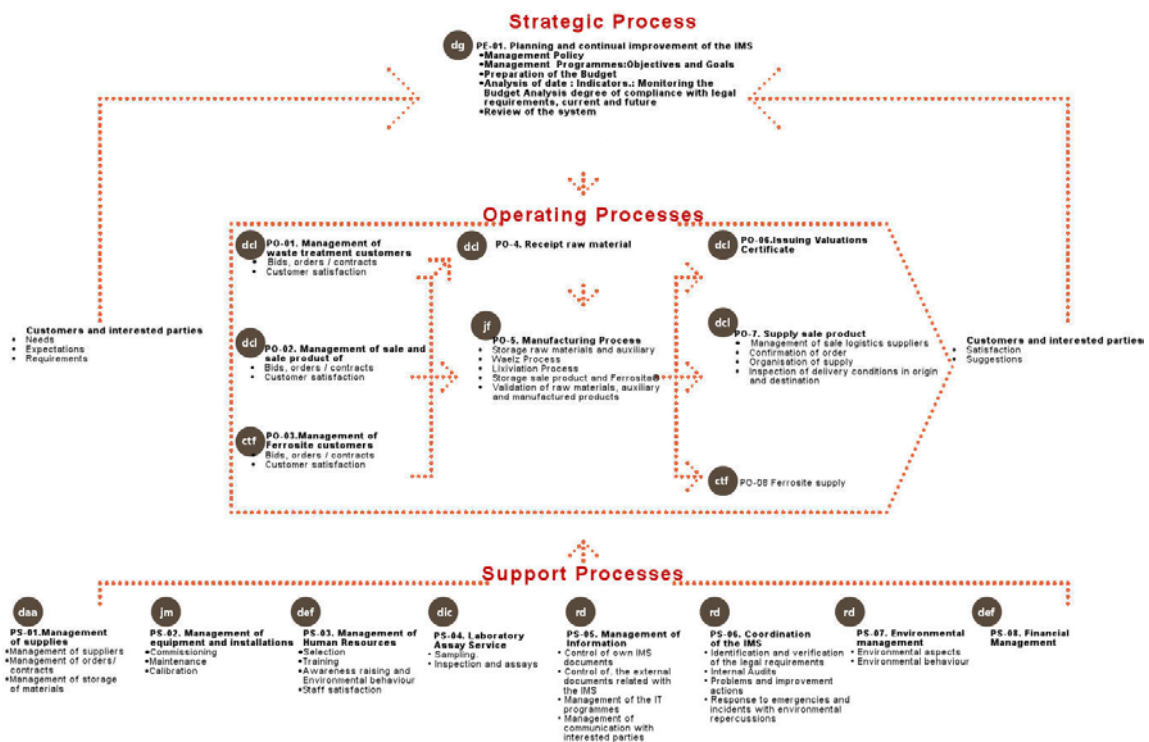 Strategic Process
dg
PE-01. Planning and continual improvement of the IMS
•Management Policy
•Management Programmes:Objectives and Goals
•Preparation of the Budget
•Analysis of date : Indicators.: Monitoring the
Budget Analysis degree of compliance with legal
requirements, current and future
•Review of the system
Operating Processes
dcl
PO-01. Management of
waste treatment customers
• Bids, orders / contracts
• Customer satisfaction
dcl
PO-4. Receipt raw material
dcl
PO-06.Issuing Valuations
Certificate
Customers and interested parties
• Needs
• Expectations
• Requirements
dcl
PO-02. Management of sale and
sale product of
• Bids, orders / contracts
• Customer satisfaction
jf
PO-5. Manufacturing Process
• Storage raw materials and auxiliary
• Waelz Process
• Lixiviation Process
• Storage sale product and Ferrosita®
• Validation of raw materials, auxiliary
and manufactured products
dcl
PO-7. Supply sale product
• Management of sale logistics suppliers
• Confirmation of order
• Organisation of supply
• Inspection of delivery conditions in origin
and destination
Customers and interested parties
• Satisfaction
• Suggestions
ctf
PO-03.Management of
Ferrosite customers
• Bids, orders / contracts
• Customer satisfaction
ctf
PO-08 Ferrosite supply
Support Processes
daa
PS-01.Management
of supplies
•Management of suppliers
•Management of orders/
contracts
•Management of storage
of materials
jm
PS-02. Management of
equipment and installations
•Commissioning
•Maintenance
•Calibration
def
PS-03. Management of
Human Resources
•Selection
•Training
•Awareness raising and
Environmental behaviour
•Staff satisfaction
dic
PS-04. Laboratory
Assay Service
• Sampling.
• Inspection and assays
rd
PS-05. Management of
Information
• Control of own IMS
documents
• Control of. the external
documents related with
the IMS
• Management of the IT
programmes
• Management of
communication with
interested parties
rd
PS-06. Coordination
of the IMS
• Identification and verification
of the legal requirements
• Internal Audits
• Problems and improvement
actions
• Response to emergencies and
incidents with environmental
repercussions
rd
PS-07. Environmental
management
• Environmental aspects
• Environmental behaviour
def
PS-08. Financial
Management